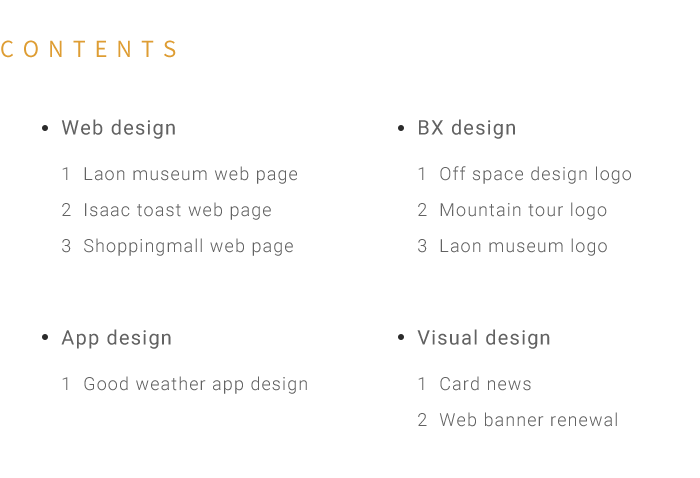 CONTENTS
• Web design
1 Laon museum web page
2 Isaac toast web page
3 Shoppingmall web page
• BX design
1 Off space design logo
2 Mountain tour logo
3 Laon museum logo
• App design
1 Good weather app design
• Visual design
1 Card news
2 Web banner renewal